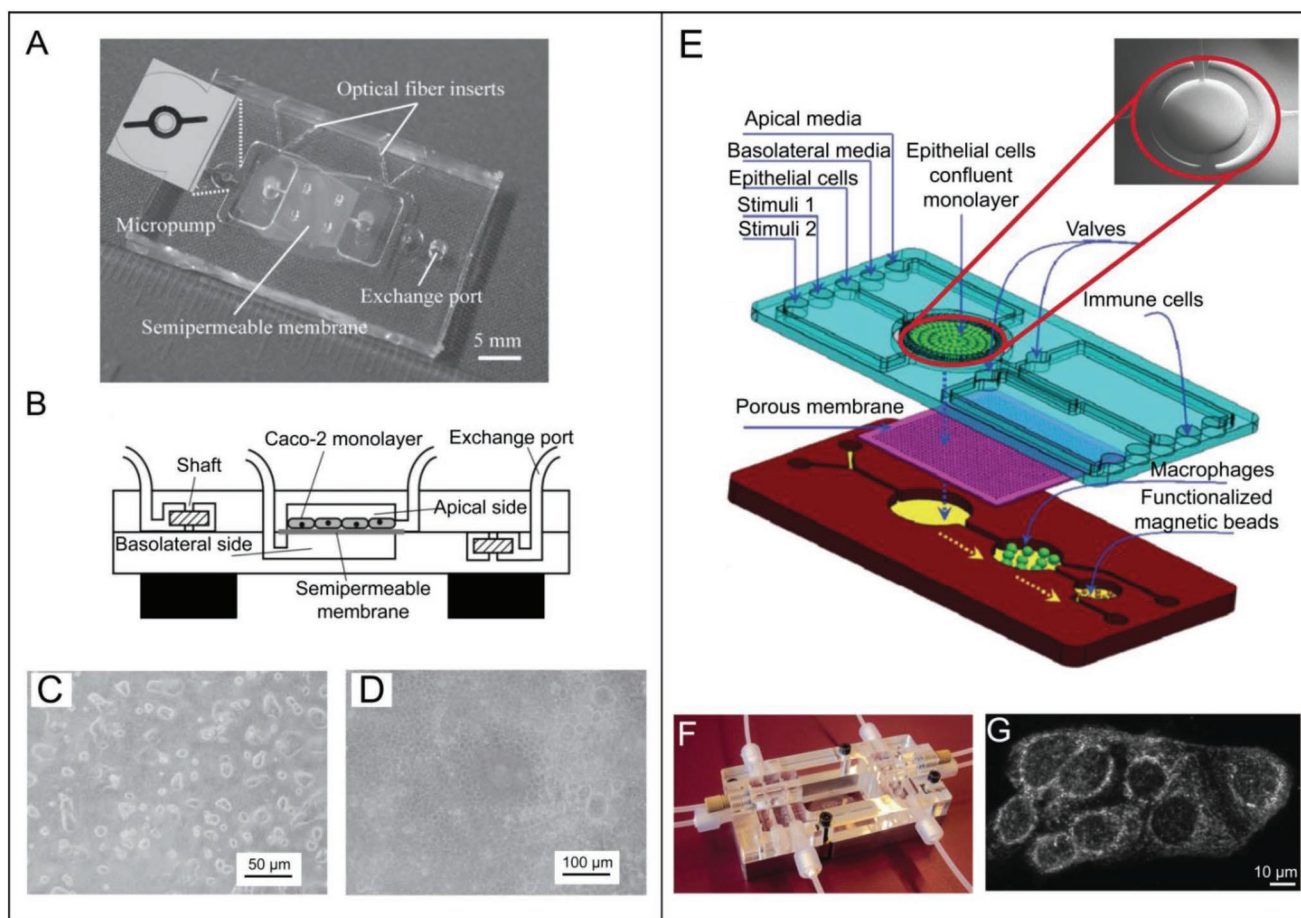 A
Optical fiber inserts
Micropump
Exchange port
Semipermeable membrane
5 mm
B
Caco-2 monolayer
Exchange port
Shaft
Apical side
Basolateral side
Semipermeable
membrane
C
50 µm
D
100 µm
E
Apical media
Basolateral media
Epithelial cells
Stimuli 1
Stimuli 2
Epithelial cells
confluent
monolayer
Valves
Immune cells
Porous membrane
Macrophages
Functionalized
magnetic beads
F
G
10 µm